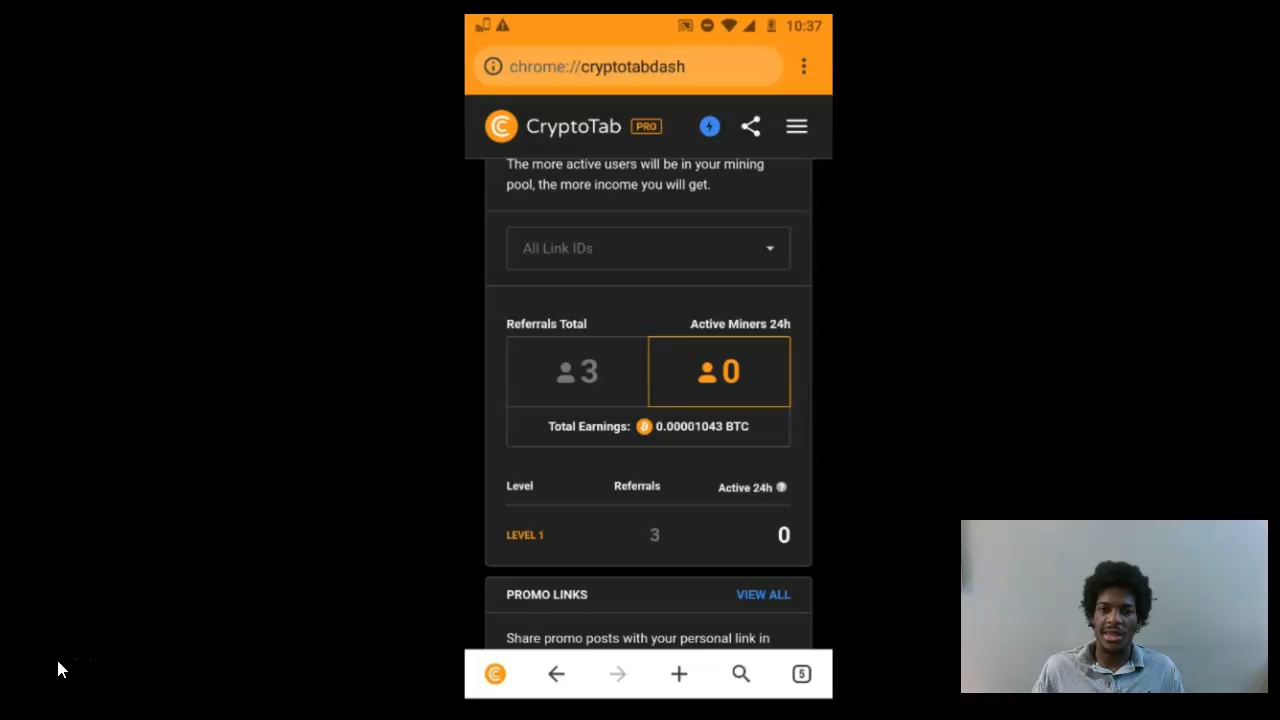 10:37
chrome://cryptotabdash
CryptoTab PRO
The more active users will be in your mining
pool, the more income you will get.
All Link IDs
Referrals Total Active Miners 24h
3 0
Total Earnings: 0.00001043 BTC
Level Referrals Active 24h ?
LEVEL 1 3 0
PROMO LINKS VIEW ALL
Share promo posts with your personal link in
5